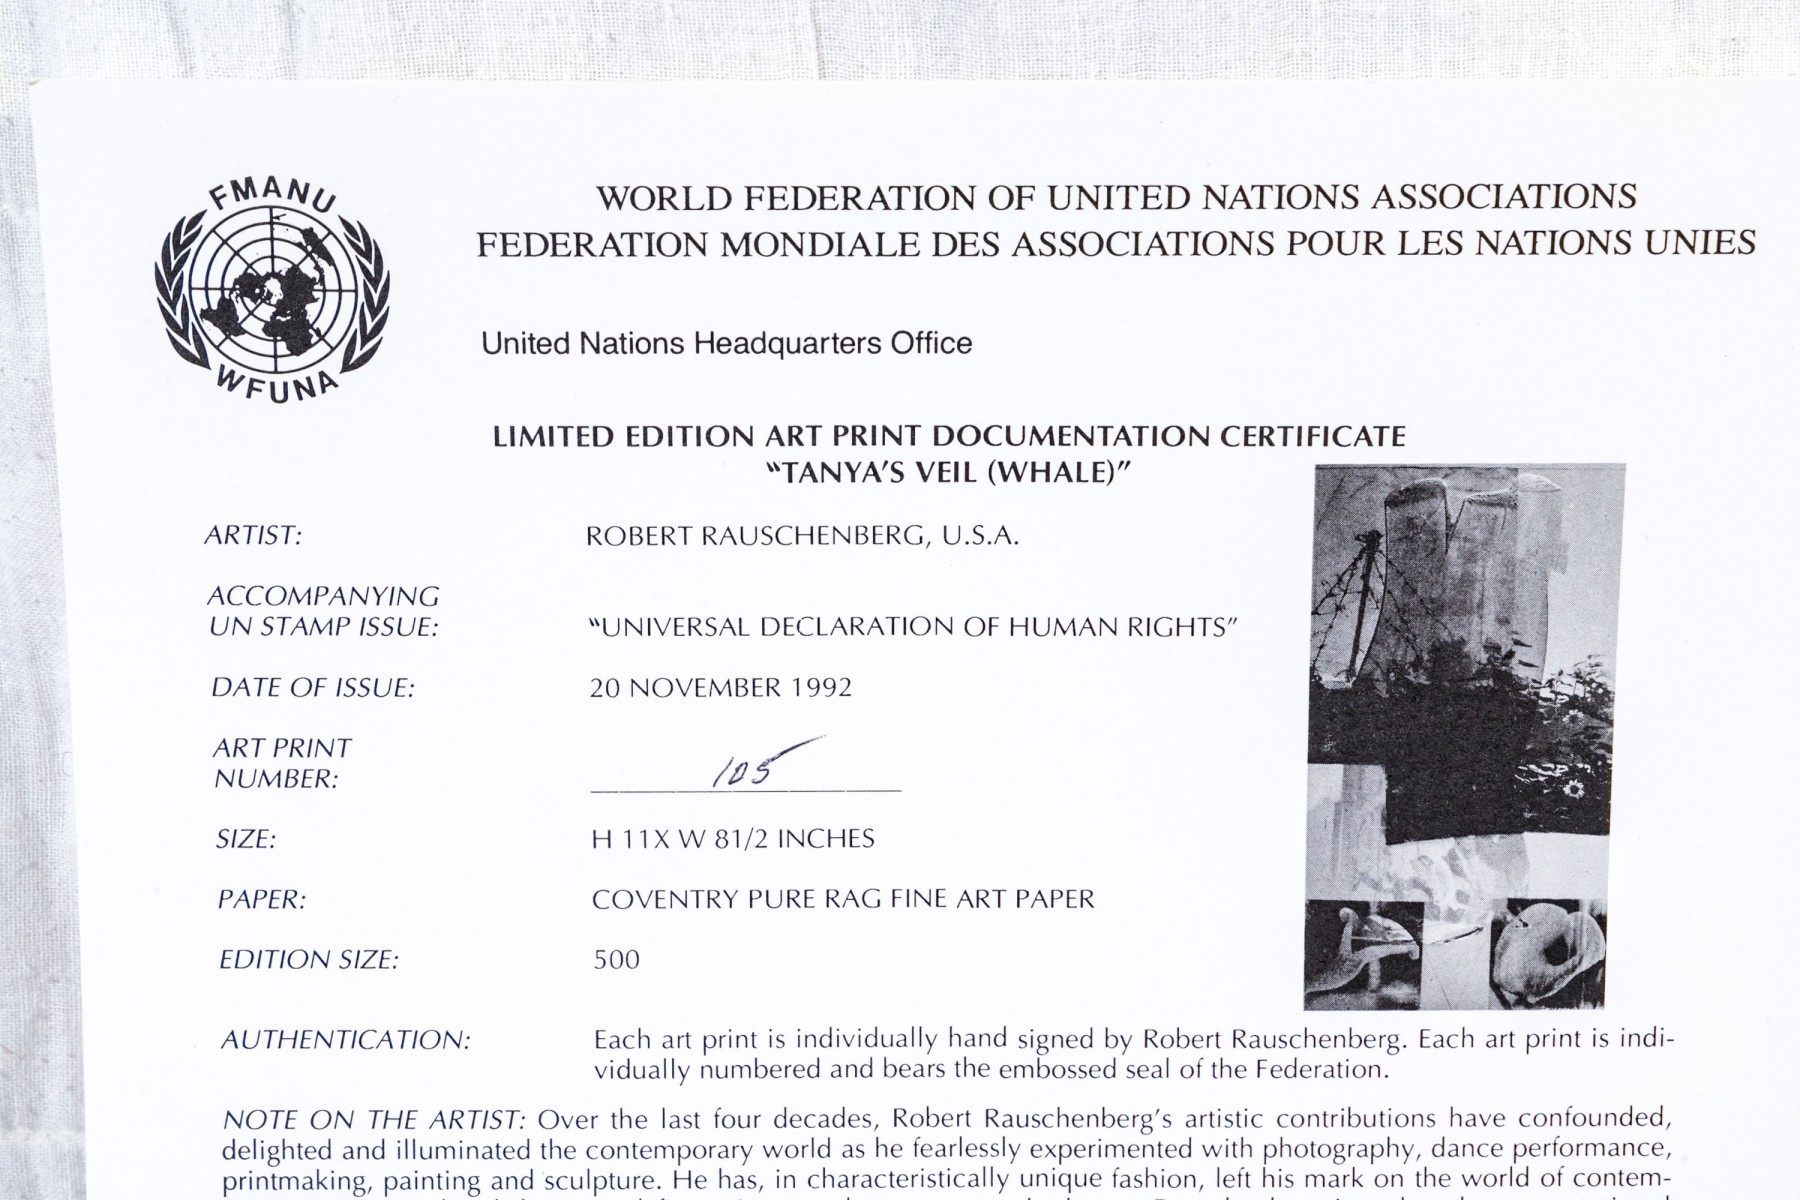 FMANU
WFUNA
WORLD FEDERATION OF UNITED NATIONS ASSOCIATIONS
FEDERATION MONDIALE DES ASSOCIATIONS POUR LES NATIONS UNIES
United Nations Headquarters Office
LIMITED EDITION ART PRINT DOCUMENTATION CERTIFICATE
“TANYA’S VEIL (WHALE)”
ARTIST: ROBERT RAUSCHENBERG, U.S.A.
ACCOMPANYING
UN STAMP ISSUE: “UNIVERSAL DECLARATION OF HUMAN RIGHTS”
DATE OF ISSUE: 20 NOVEMBER 1992
ART PRINT
NUMBER: 105
SIZE: H 11X W 81/2 INCHES
PAPER: COVENTRY PURE RAG FINE ART PAPER
EDITION SIZE: 500
AUTHENTICATION: Each art print is individually hand signed by Robert Rauschenberg. Each art print is indi-
vidually numbered and bears the embossed seal of the Federation.
NOTE ON THE ARTIST: Over the last four decades, Robert Rauschenberg’s artistic contributions have confounded,
delighted and illuminated the contemporary world as he fearlessly experimented with photography, dance performance,
printmaking, painting and sculpture. He has, in characteristically unique fashion, left his mark on the world of contem-